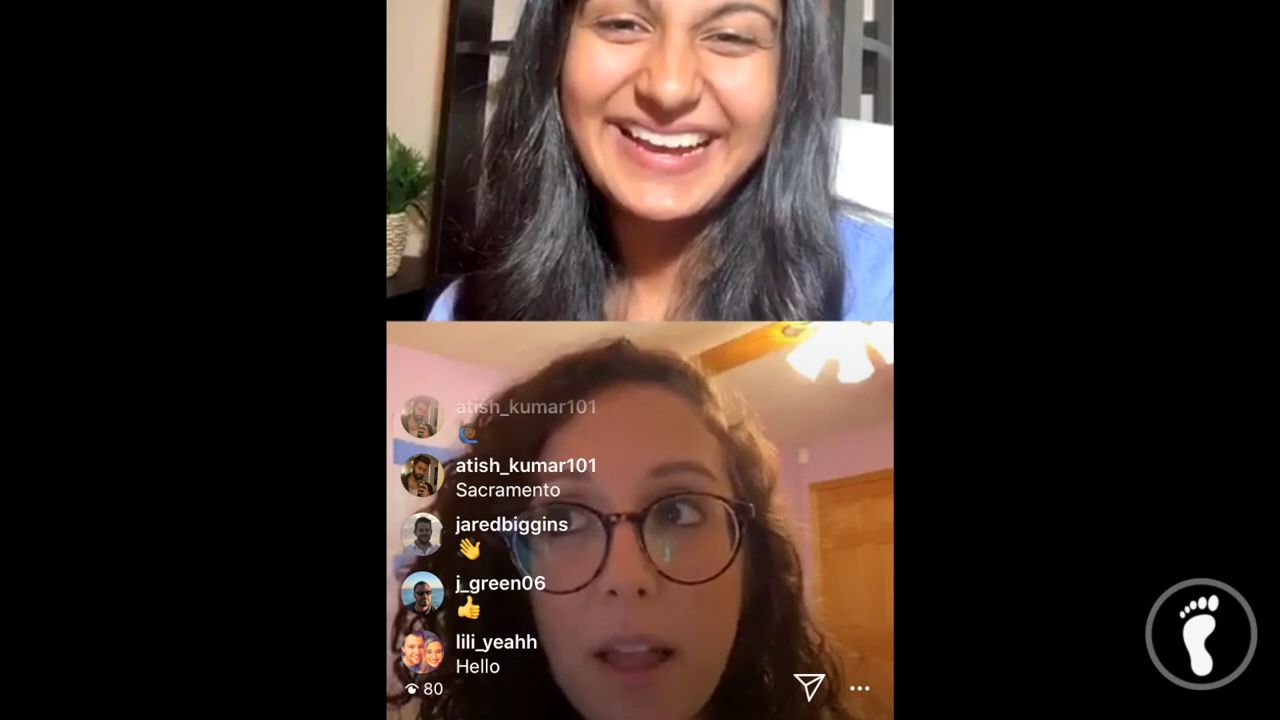 atish_kumar101
atish_kumar101
Sacramento
jaredbiggins
j_green06
lili_yeahh
Hello
80